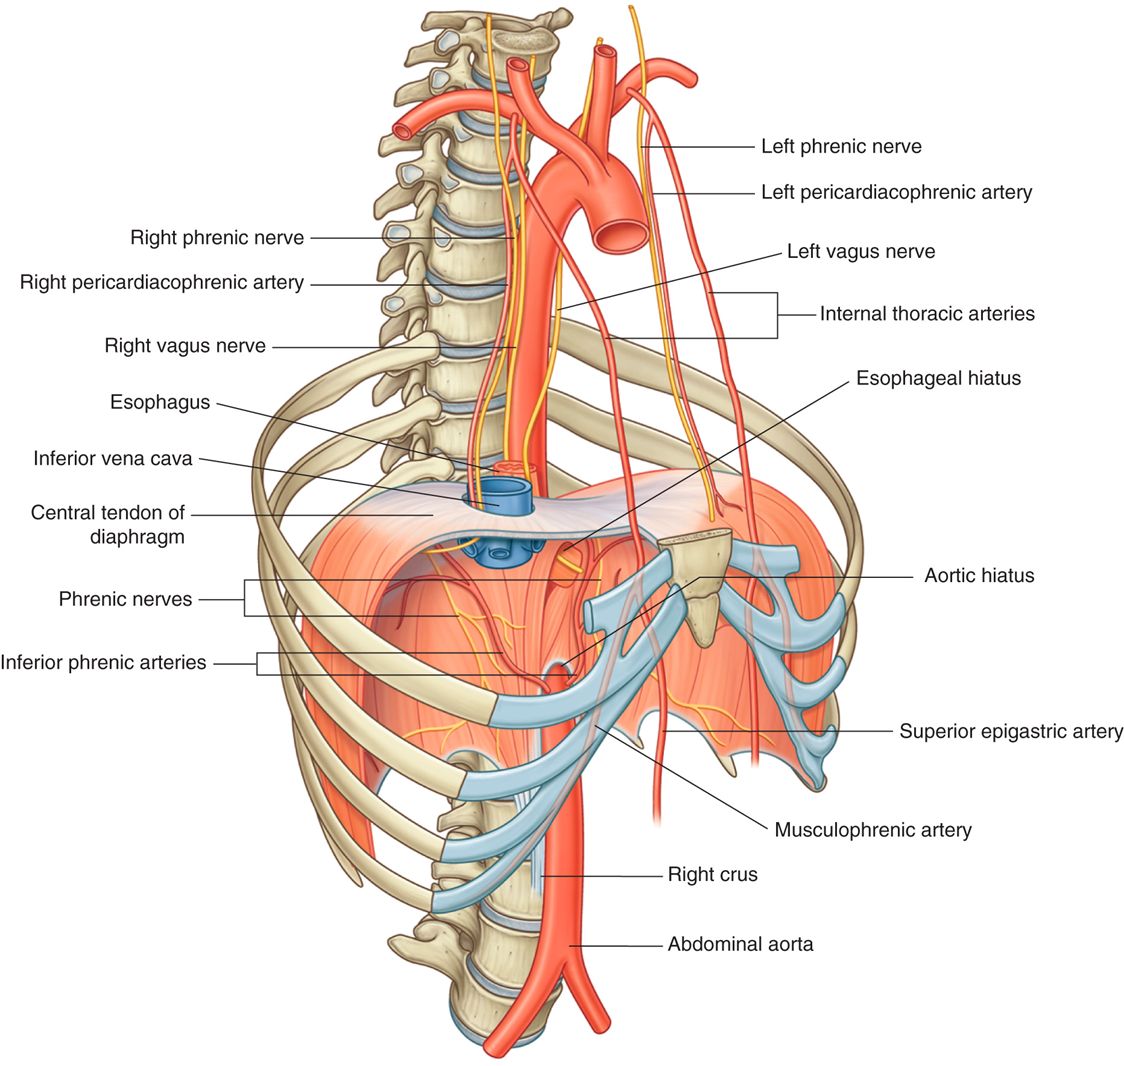 Left phrenic nerve
Left pericardiacophrenic artery
Right phrenic nerve
Left vagus nerve
Right pericardiacophrenic artery
Internal thoracic arteries
Right vagus nerve
Esophageal hiatus
Esophagus
Inferior vena cava
Central tendon of
diaphragm
Aortic hiatus
Phrenic nerves
Inferior phrenic arteries
Superior epigastric artery
Musculophrenic artery
Right crus
Abdominal aorta